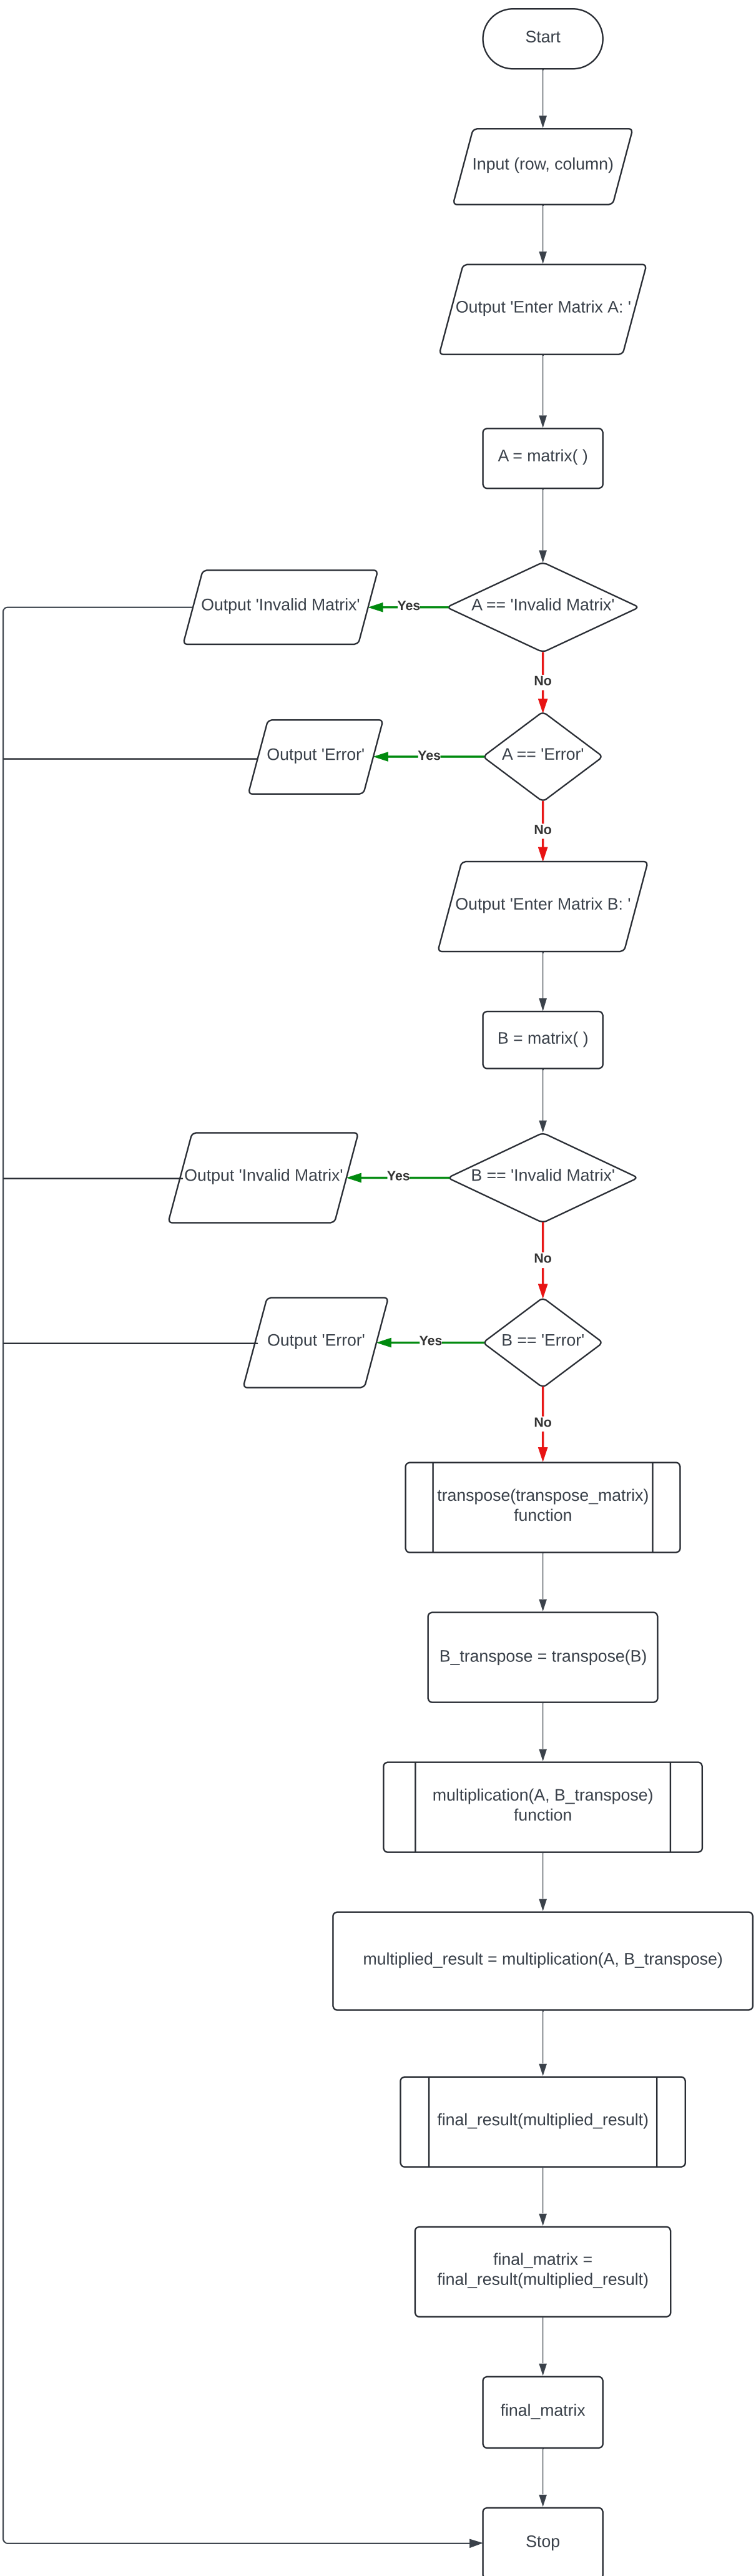 Start
Input (row, column)
Output 'Enter Matrix A: '
A = matrix( )
Output 'Invalid Matrix'
Yes
A == 'Invalid Matrix'
No
Output 'Error'
Yes
A == 'Error'
No
Output 'Enter Matrix B: '
B = matrix( )
Output 'Invalid Matrix'
Yes
B == 'Invalid Matrix'
No
Output 'Error'
Yes
B == 'Error'
No
transpose(transpose_matrix)
function
B_transpose = transpose(B)
multiplication(A, B_transpose)
function
multiplied_result = multiplication(A, B_transpose)
final_result(multiplied_result)
final_matrix =
final_result(multiplied_result)
final_matrix
Stop